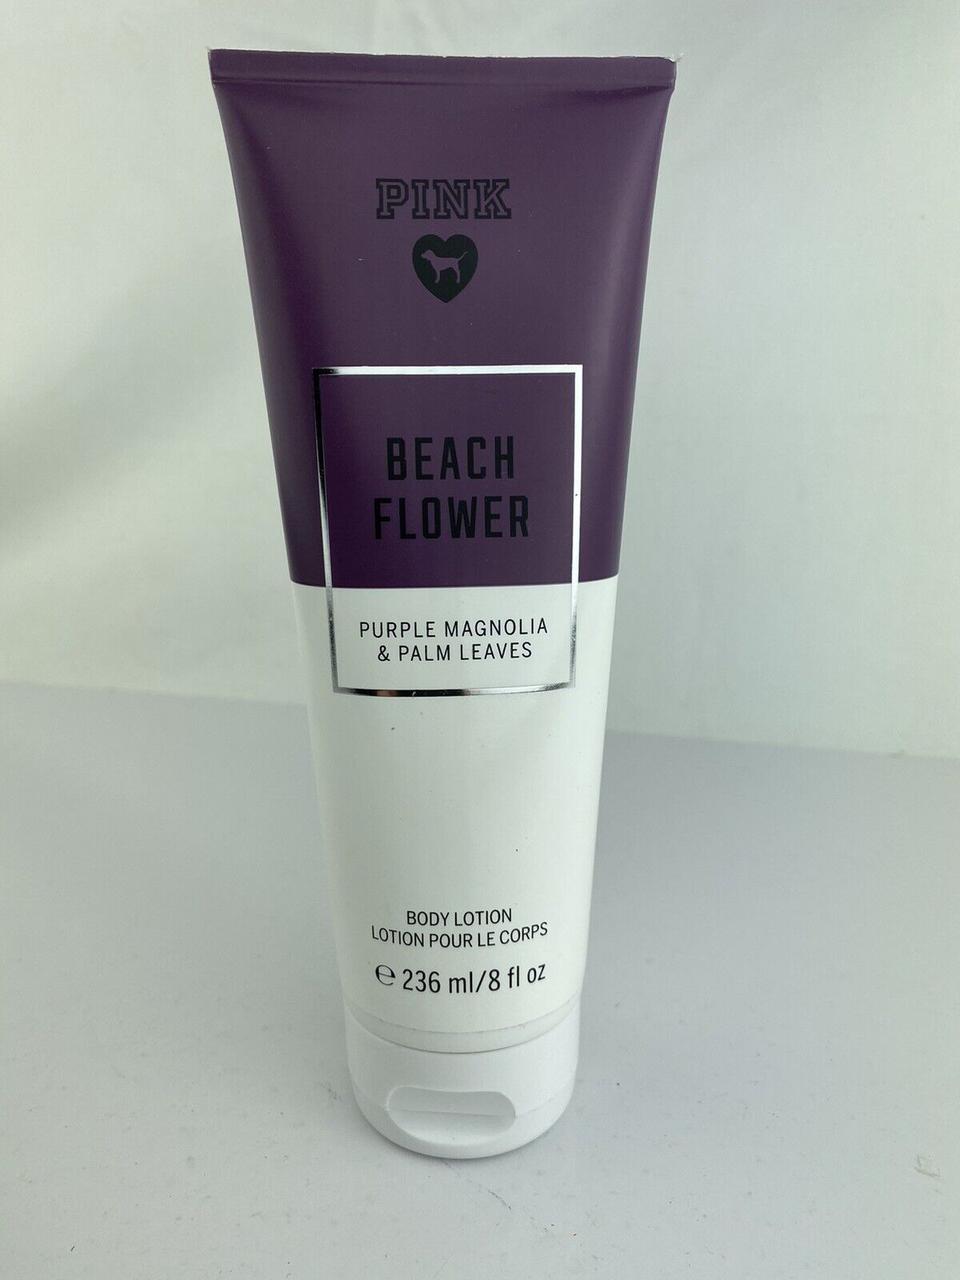 PINK
BEACH
FLOWER
PURPLE MAGNOLIA
& PALM LEAVES
BODY LOTION
LOTION POUR LE CORPS
℮ 236 ml/8 fl oz